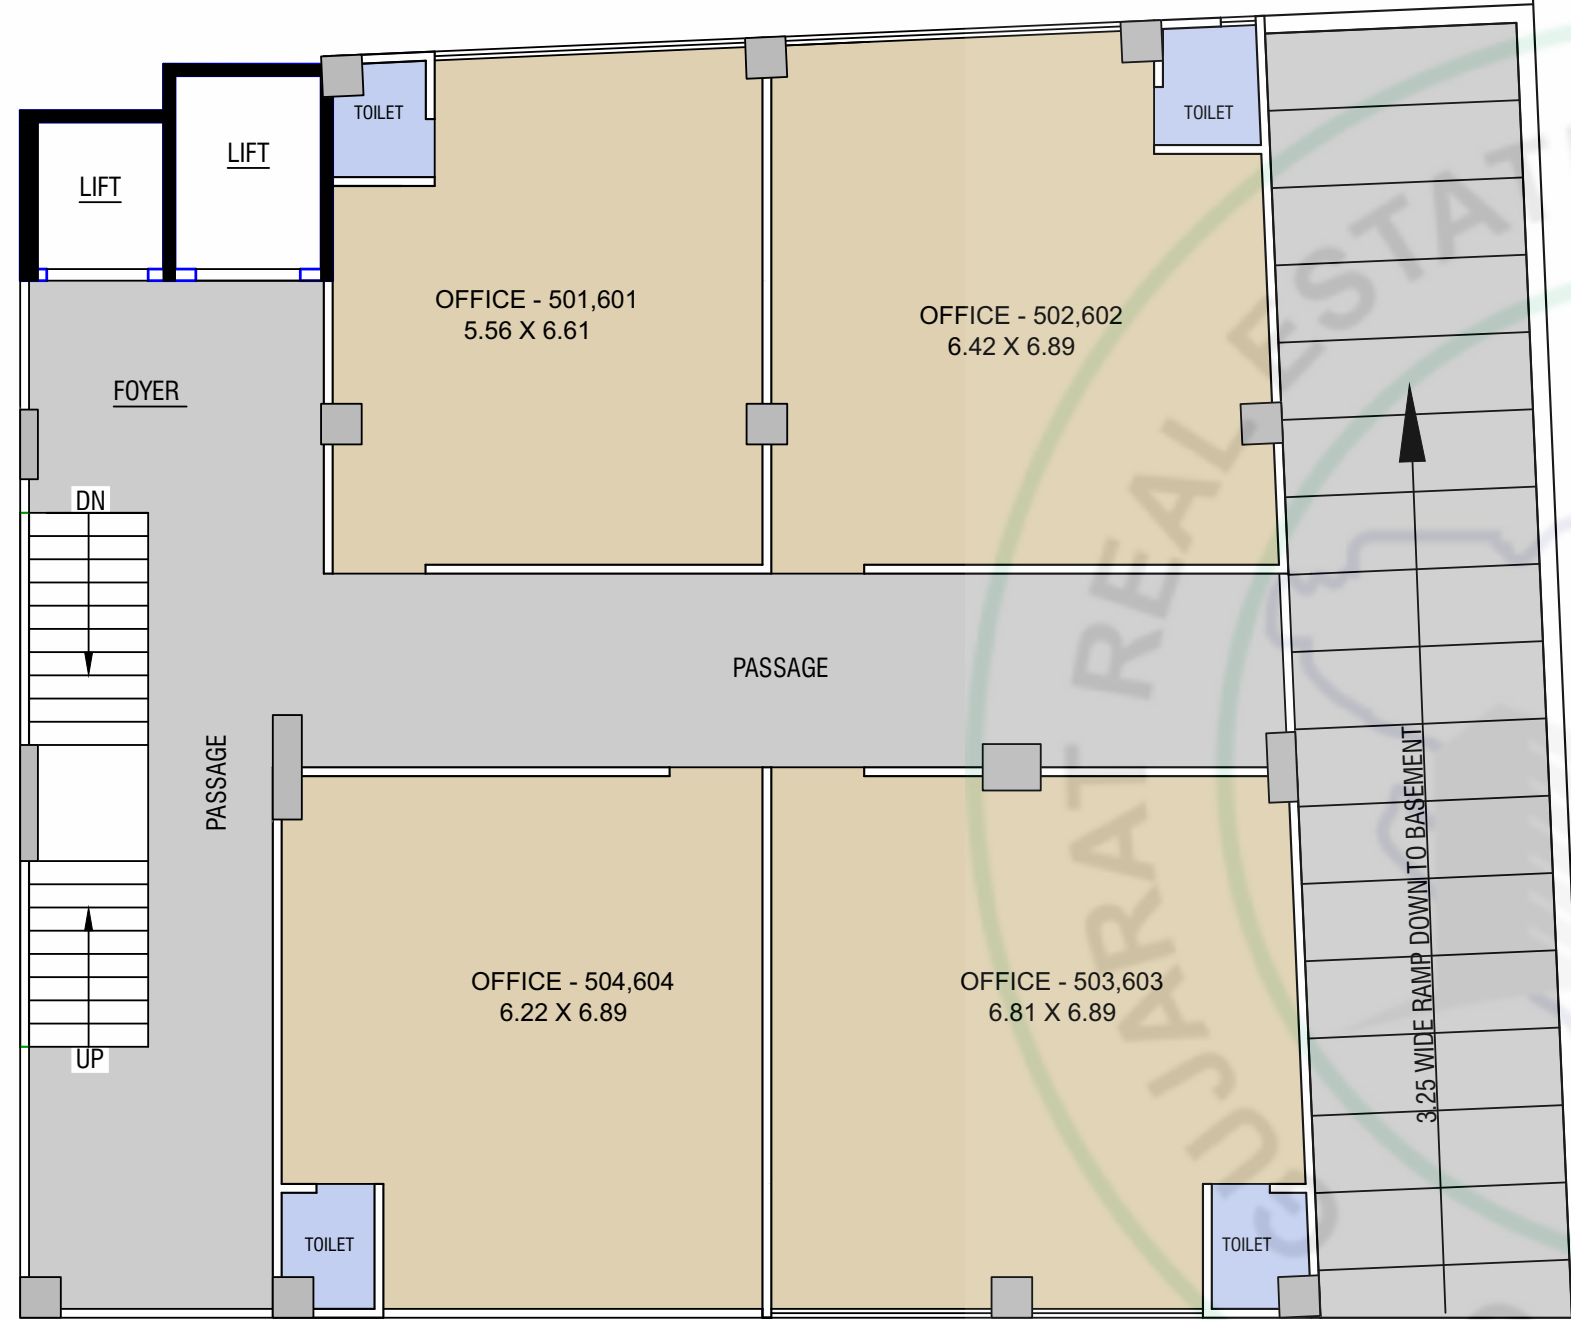 TOILET
TOILET
LIFT
LIFT
OFFICE - 501,601
5.56 X 6.61
OFFICE - 502,602
6.42 X 6.89
FOYER
DN
PASSAGE
PASSAGE
3.25 WIDE RAMP DOWN TO BASEMENT
OFFICE - 504,604
6.22 X 6.89
OFFICE - 503,603
6.81 X 6.89
UP
TOILET
TOILET
GUJARAT REAL ESTAT